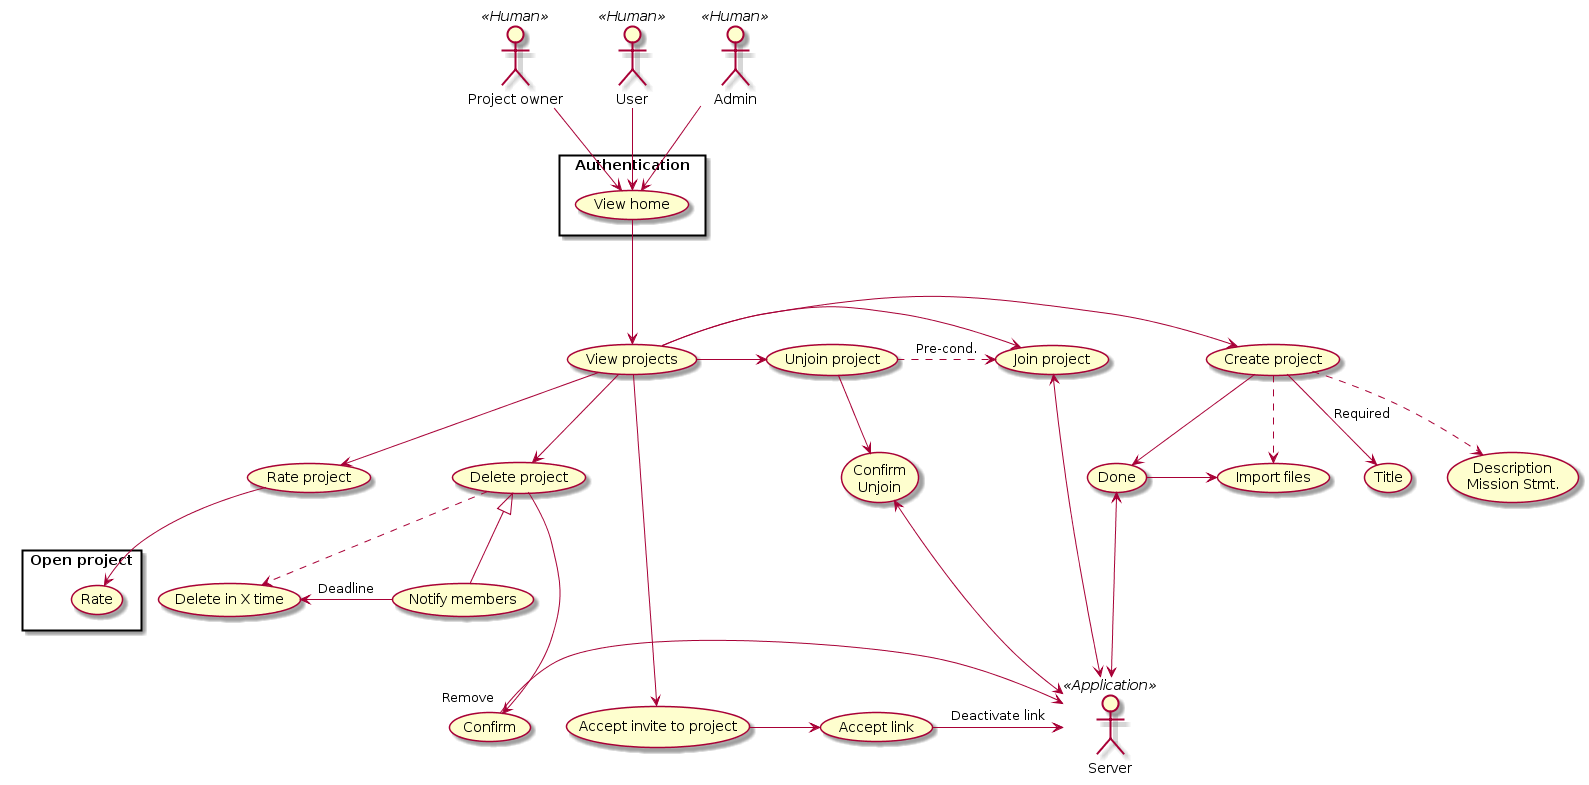 «Human»
«Human»
«Human»
Project owner
User
Admin
Authentication
View home
View projects
Unjoin project
Pre-cond.
Join project
Create project
Required
Rate project
Delete project
Confirm
Unjoin
Done
Import files
Title
Description
Mission Stmt.
Open project
Rate
Delete in X time
Deadline
Notify members
Remove
Confirm
Accept invite to project
Accept link
Deactivate link
«Application»
Server